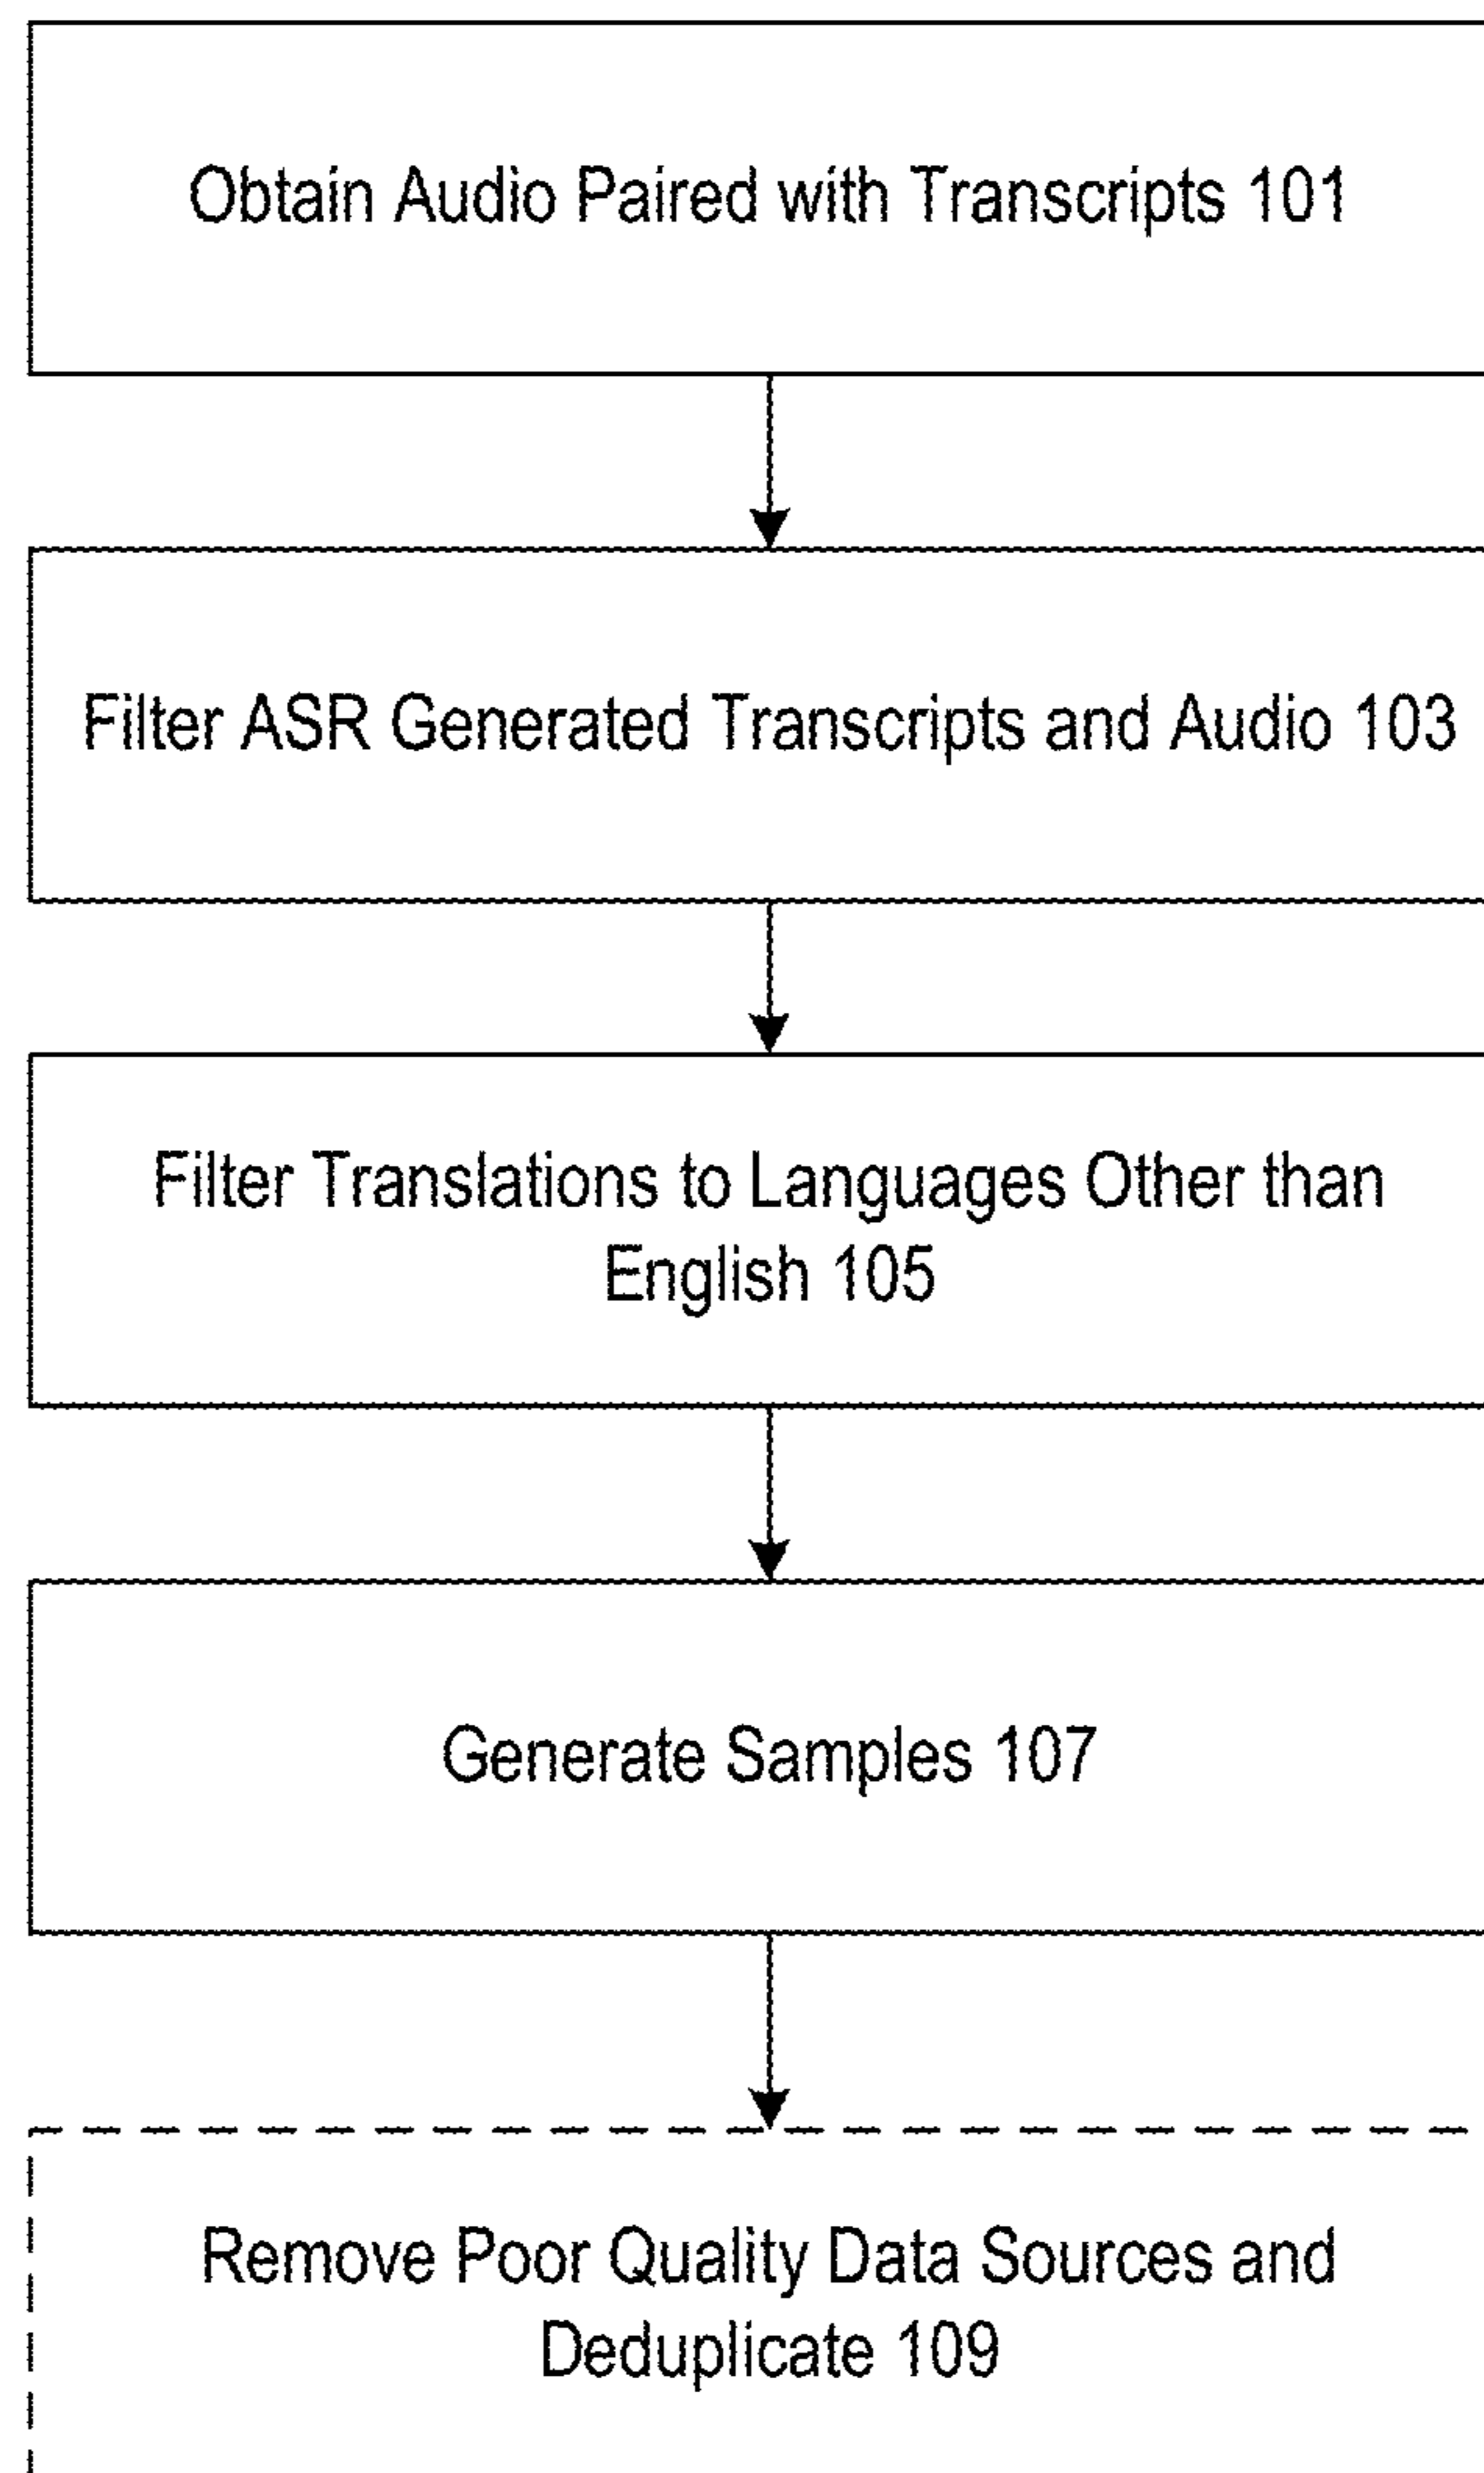 Obtain Audio Paired with Transcripts 101
Filter ASR Generated Transcripts and Audio 103
Filter Translations to Languages Other than
English 105
Generate Samples 107
Remove Poor Quality Data Sources and
Deduplicate 109